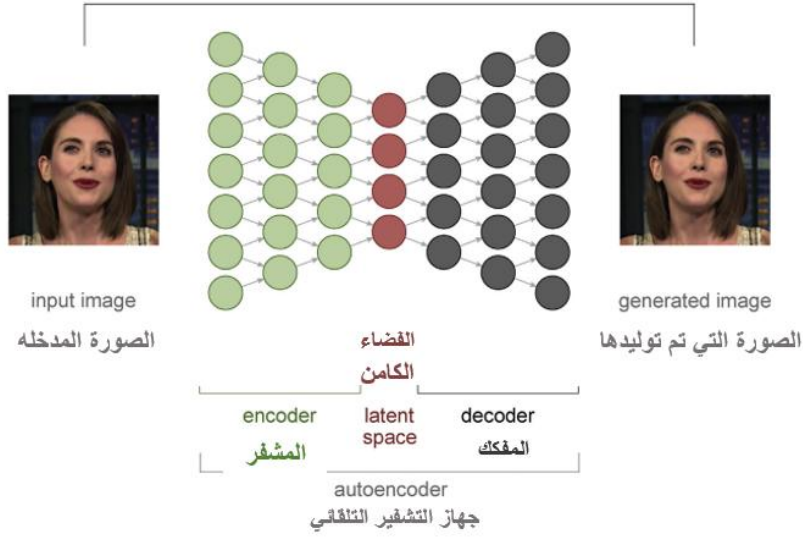 input image
الصورة المدخله
generated image
الصورة التي تم توليدها
الفضاء
الكامن
encoder
المشفر
latent
space
decoder
المفكك
autoencoder
جهاز التشفير التلقائي